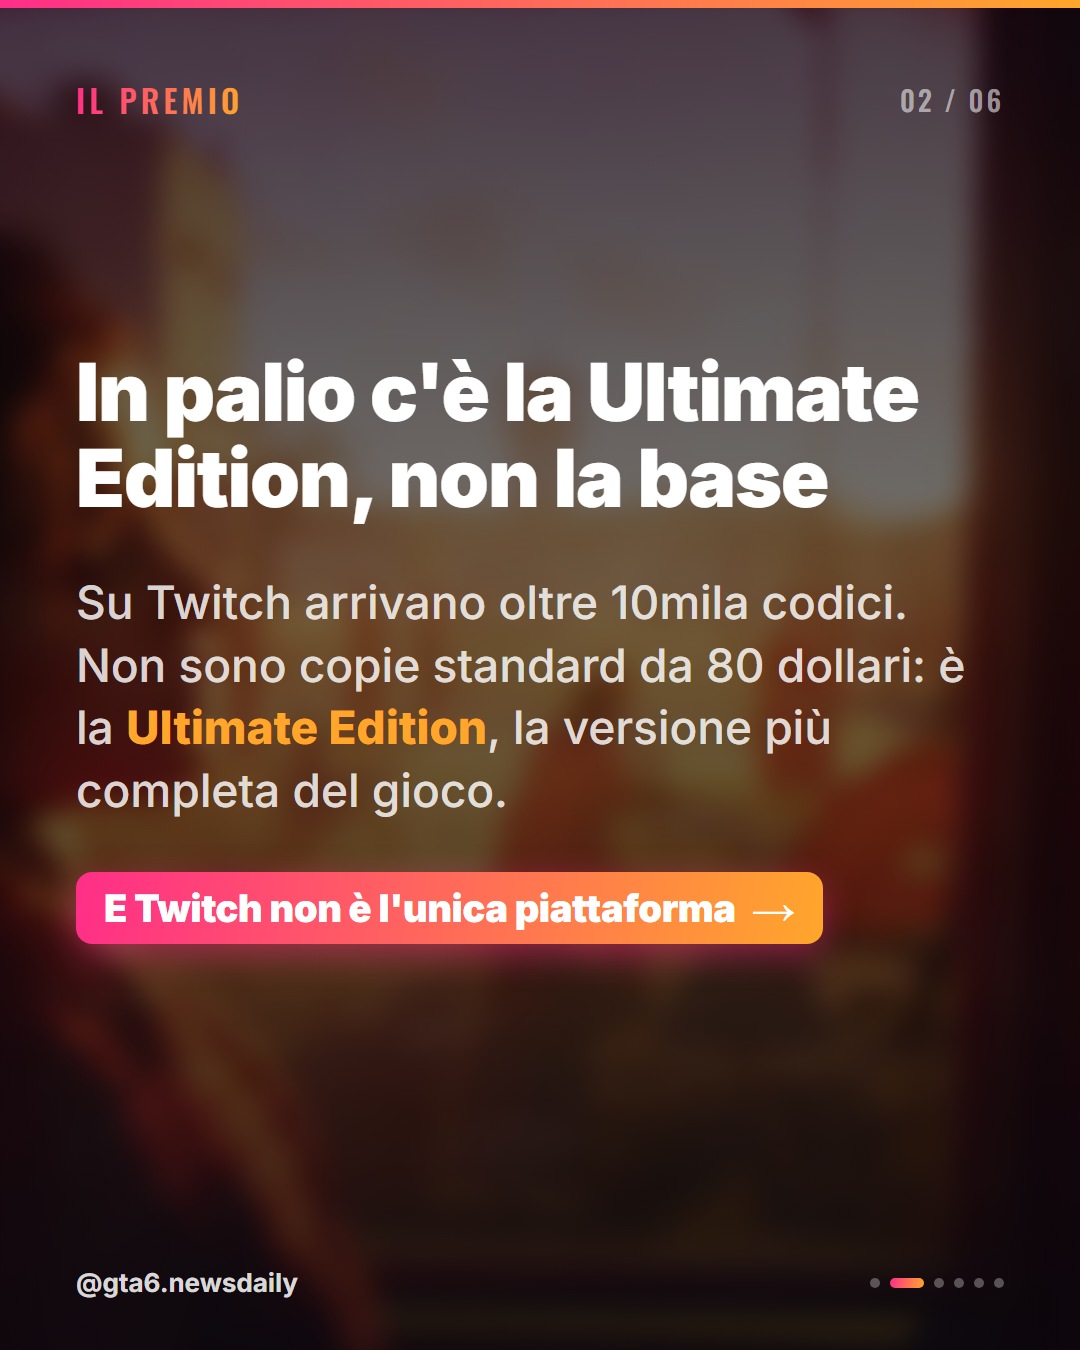 IL PREMIO
02 / 06
In palio c'è la Ultimate
Edition, non la base
Su Twitch arrivano oltre 10mila codici.
Non sono copie standard da 80 dollari: è
la Ultimate Edition, la versione più
completa del gioco.
E Twitch non è l'unica piattaforma →
@gta6.newsdaily